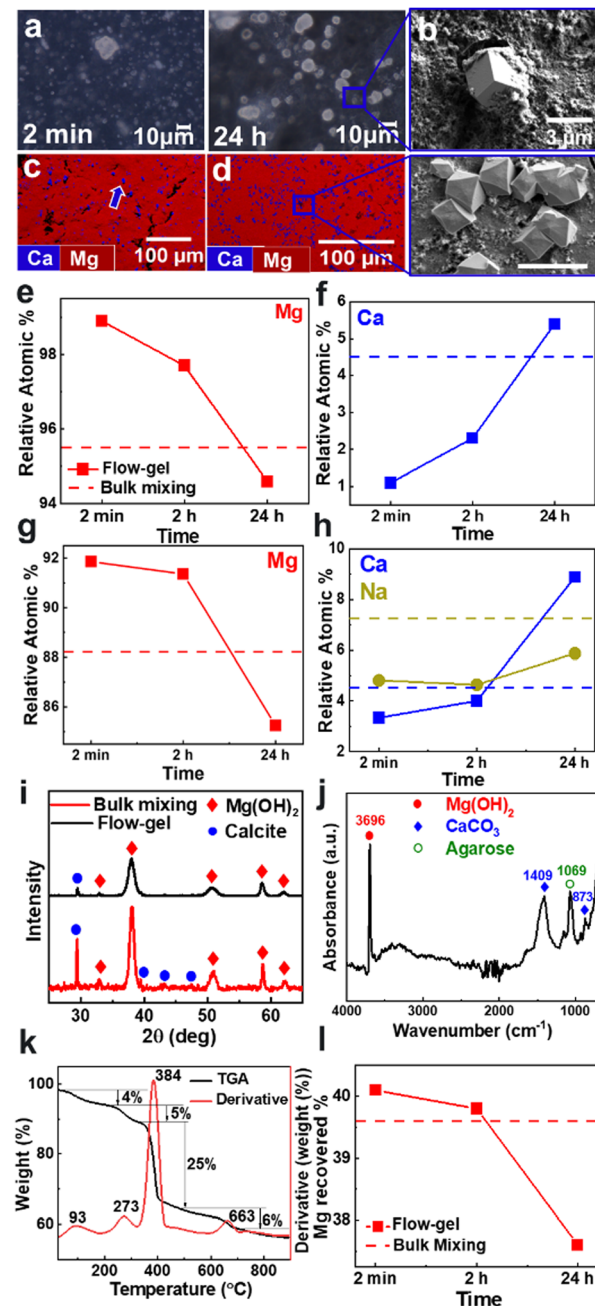 a
2 min
10μm
24 h
10μm
b
3 μm
c
Ca Mg
100 μm
d
Ca Mg
100 μm
e
Mg
Relative Atomic %
98
96
94
Flow-gel
Bulk mixing
2 min 2 h 24 h
Time
f
Ca
Relative Atomic %
6
5
4
3
2
1
2 min 2 h 24 h
Time
g
Mg
Relative Atomic %
92
90
88
86
2 min 2 h 24 h
Time
h
Ca
Na
Relative Atomic %
10
8
6
4
2
2 min 2 h 24 h
Time
i
Bulk mixing
Flow-gel
Mg(OH)₂
Calcite
Intensity
30 40 50 60
2θ (deg)
j
Mg(OH)₂
CaCO₃
Agarose
3696
1409
1069
873
Absorbance (a.u.)
4000 3000 2000 1000
Wavenumber (cm⁻¹)
k
384
TGA
Derivative
4%
5%
25%
6%
93
273
663
Weight (%)
100
80
60
200 400 600 800
Temperature (°C)
Derivative (weight (%))
l
Mg recovered %
40
39
38
Flow-gel
Bulk Mixing
2 min 2 h 24 h
Time